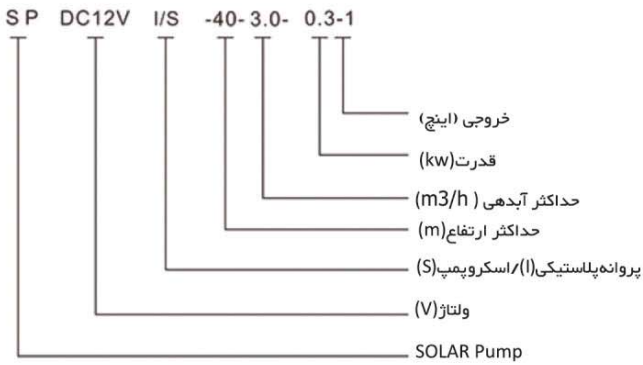 SP DC12V I/S -40-3.0- 0.3-1
خروجی (اینچ)
قدرت(kw)
حداکثر آبدهی ( m3/h)
حداکثر ارتفاع(m)
پروانه‌پلاستیکی(I)/اسکروپمپ(S)
ولتاژ(V)
SOLAR Pump